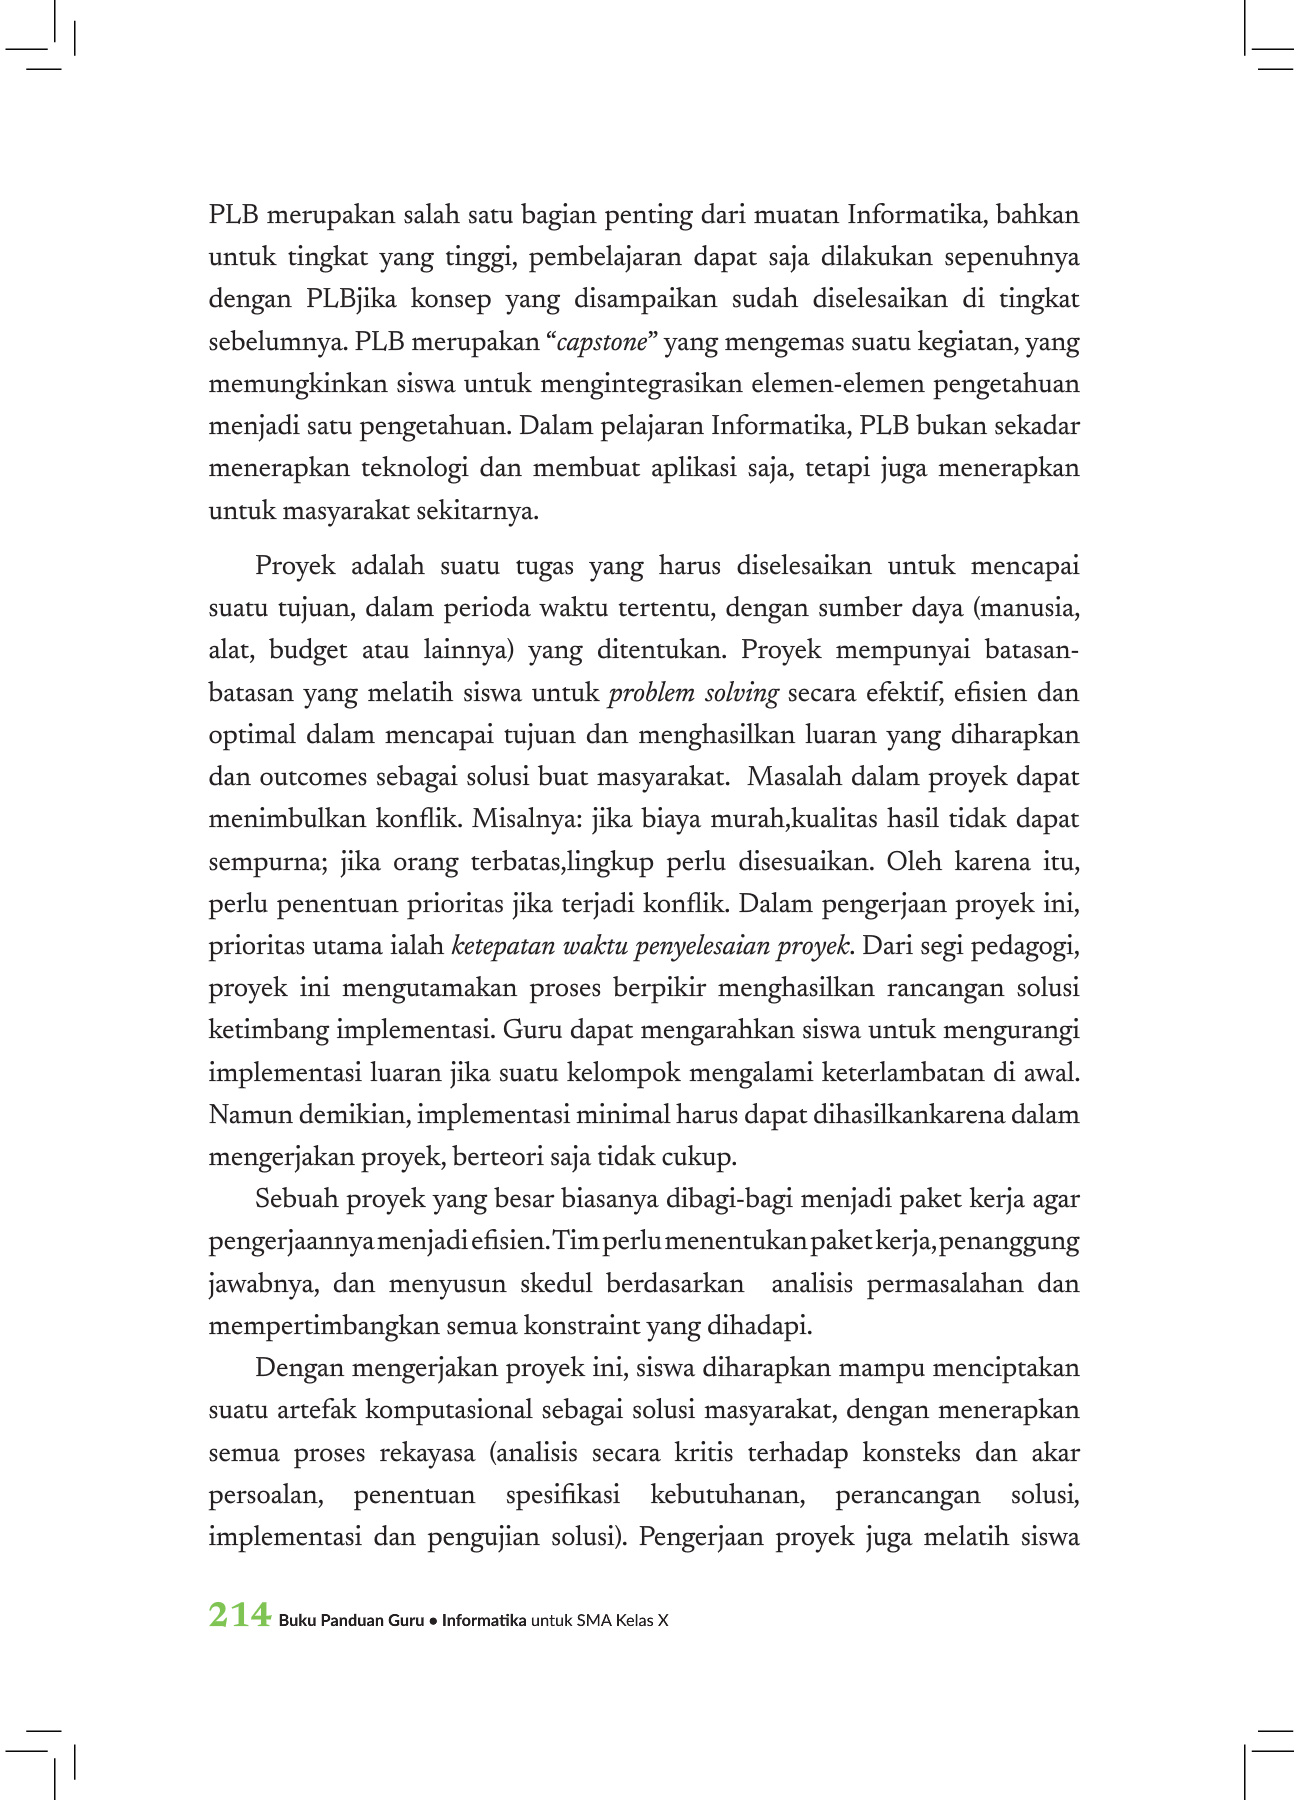 PLB merupakan salah satu bagian penting dari muatan Informatika, bahkan
untuk tingkat yang tinggi, pembelajaran dapat saja dilakukan sepenuhnya
dengan PLBjika konsep yang disampaikan sudah diselesaikan di tingkat
sebelumnya. PLB merupakan “capstone” yang mengemas suatu kegiatan, yang
memungkinkan siswa untuk mengintegrasikan elemen-elemen pengetahuan
menjadi satu pengetahuan. Dalam pelajaran Informatika, PLB bukan sekadar
menerapkan teknologi dan membuat aplikasi saja, tetapi juga menerapkan
untuk masyarakat sekitarnya.
Proyek adalah suatu tugas yang harus diselesaikan untuk mencapai
suatu tujuan, dalam perioda waktu tertentu, dengan sumber daya (manusia,
alat, budget atau lainnya) yang ditentukan. Proyek mempunyai batasan-
batasan yang melatih siswa untuk problem solving secara efektif, efisien dan
optimal dalam mencapai tujuan dan menghasilkan luaran yang diharapkan
dan outcomes sebagai solusi buat masyarakat.  Masalah dalam proyek dapat
menimbulkan konflik. Misalnya: jika biaya murah,kualitas hasil tidak dapat
sempurna; jika orang terbatas,lingkup perlu disesuaikan. Oleh karena itu,
perlu penentuan prioritas jika terjadi konflik. Dalam pengerjaan proyek ini,
prioritas utama ialah ketepatan waktu penyelesaian proyek. Dari segi pedagogi,
proyek ini mengutamakan proses berpikir menghasilkan rancangan solusi
ketimbang implementasi. Guru dapat mengarahkan siswa untuk mengurangi
implementasi luaran jika suatu kelompok mengalami keterlambatan di awal.
Namun demikian, implementasi minimal harus dapat dihasilkankarena dalam
mengerjakan proyek, berteori saja tidak cukup.
Sebuah proyek yang besar biasanya dibagi-bagi menjadi paket kerja agar
pengerjaannya menjadi efisien. Tim perlu menentukan paket kerja, penanggung
jawabnya, dan menyusun skedul berdasarkan  analisis permasalahan dan
mempertimbangkan semua konstraint yang dihadapi.
Dengan mengerjakan proyek ini, siswa diharapkan mampu menciptakan
suatu artefak komputasional sebagai solusi masyarakat, dengan menerapkan
semua proses rekayasa (analisis secara kritis terhadap konsteks dan akar
persoalan, penentuan spesifikasi kebutuhanan, perancangan solusi,
implementasi dan pengujian solusi). Pengerjaan proyek juga melatih siswa
214 Buku Panduan Guru • Informatika untuk SMA Kelas X